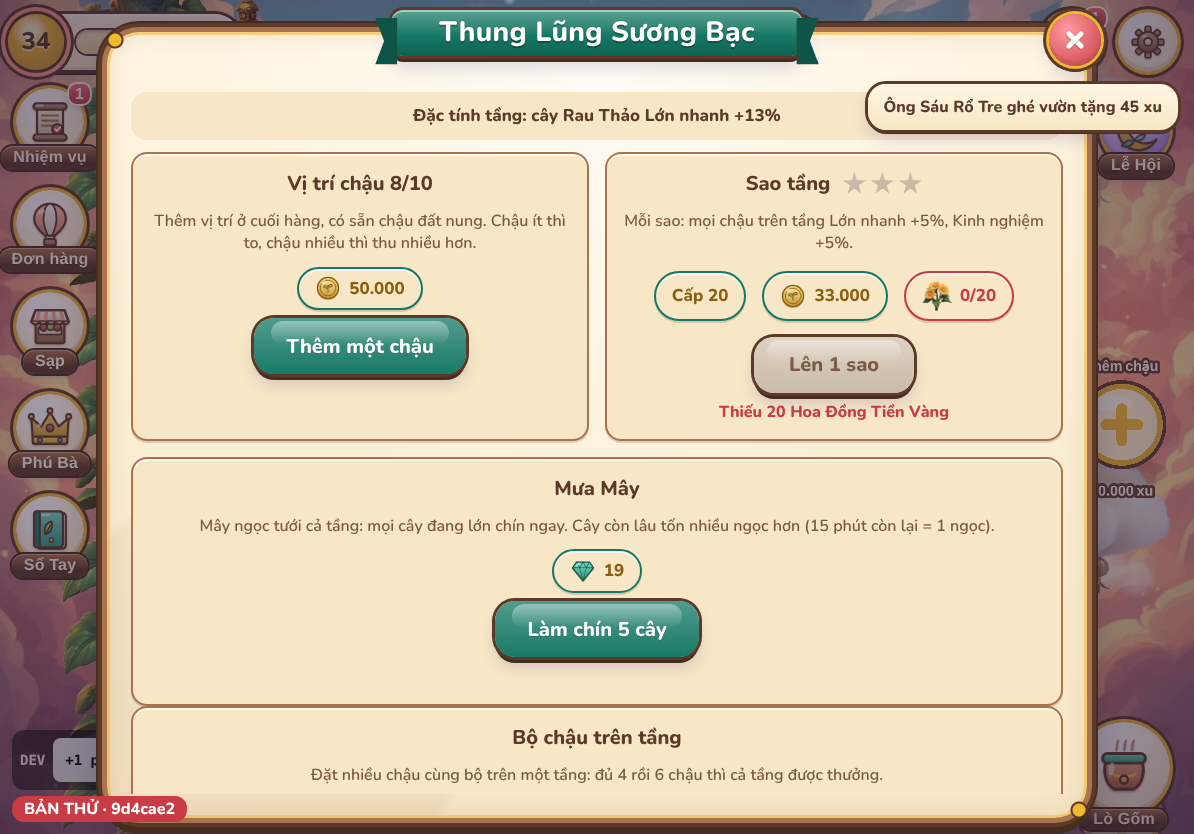 Thung Lũng Sương Bạc
34
1
Nhiệm vụ
Đơn hàng
Sạp
Phú Bà
Sổ Tay
DEV
BẢN THỬ · 9d4cae2
Đặc tính tầng: cây Rau Thảo Lớn nhanh +13%
Ông Sáu Rổ Tre ghé vườn tặng 45 xu
Vị trí chậu 8/10
Thêm vị trí ở cuối hàng, có sẵn chậu đất nung. Chậu ít thì
to, chậu nhiều thì thu nhiều hơn.
50.000
Thêm một chậu
Sao tầng
Mỗi sao: mọi chậu trên tầng Lớn nhanh +5%, Kinh nghiệm
+5%.
Cấp 20
33.000
0/20
Lên 1 sao
Thiếu 20 Hoa Đồng Tiền Vàng
Mưa Mây
Mây ngọc tưới cả tầng: mọi cây đang lớn chín ngay. Cây còn lâu tốn nhiều ngọc hơn (15 phút còn lại = 1 ngọc).
19
Làm chín 5 cây
Bộ chậu trên tầng
Đặt nhiều chậu cùng bộ trên một tầng: đủ 4 rồi 6 chậu thì cả tầng được thưởng.
Lễ Hội
chậu
0.000 xu
Lò Gốm